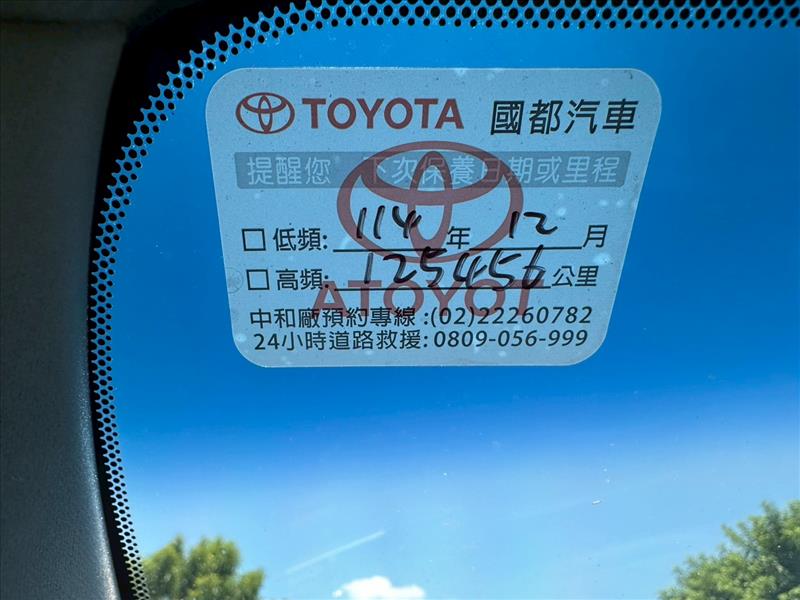 TOYOTA 國都汽車
提醒您 下次保養日期或里程
□低頻: 114 年 12 月
□高頻: 125456 公里
中和廠預約專線:(02)22260782
24小時道路救援:0809-056-999